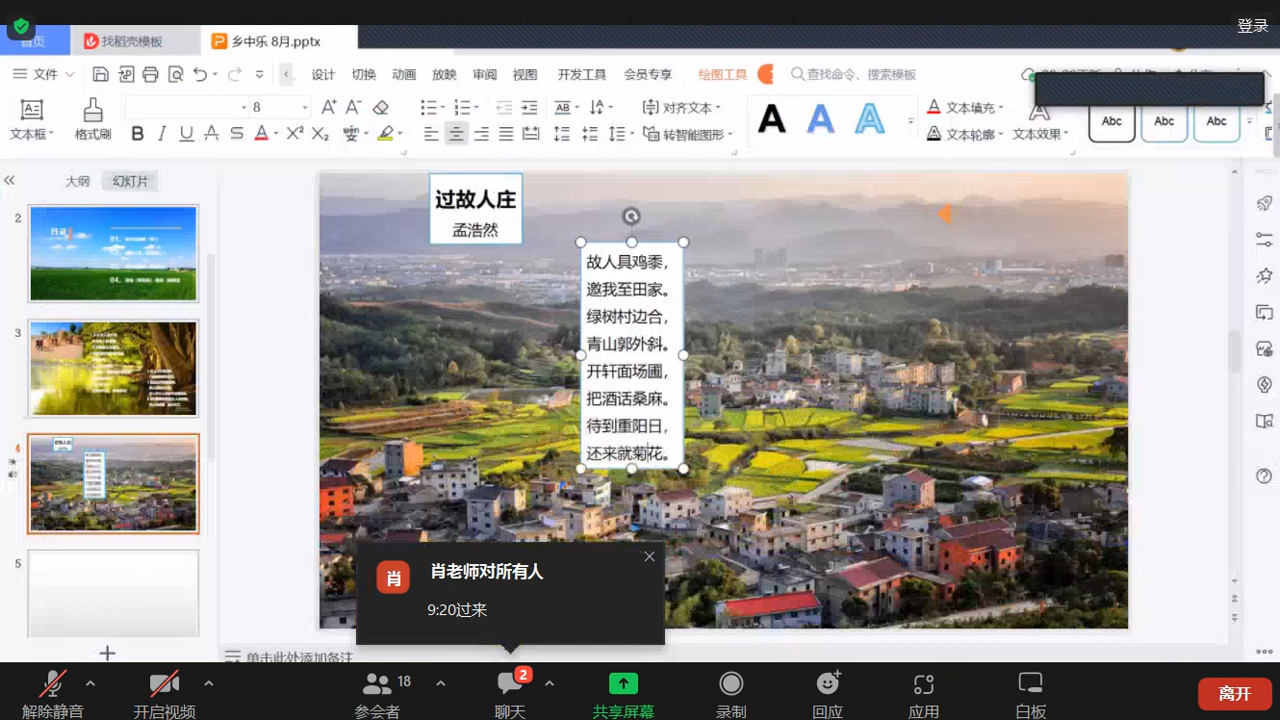 登录
首页
找稻壳模板
乡中乐 8月.pptx
文件
设计
切换
动画
放映
审阅
视图
开发工具
会员专享
绘图工具
查找命令、搜索模板
文本框
格式刷
8
对齐文本
转智能图形
文本填充
文本轮廓
文本效果
Abc
Abc
Abc
大纲
幻灯片
2
目录
01.
04.
3
4
5
过故人庄
孟浩然
故人具鸡黍，
邀我至田家。
绿树村边合，
青山郭外斜。
开轩面场圃，
把酒话桑麻。
待到重阳日，
还来就菊花。
肖
肖老师对所有人
9:20过来
单击此处添加备注
解除静音
开启视频
参会者
18
聊天
2
共享屏幕
录制
回应
应用
白板
离开